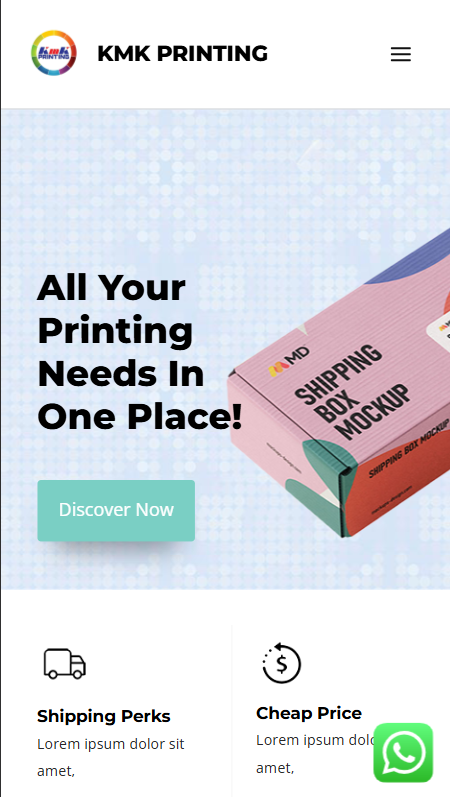 KMK PRINTING
KmK
PRINTING
All Your
Printing
Needs In
One Place!
MD
SHIPPING
BOX
MOCKUP
SHIPPING BOX MOCKUP
Discover Now
Shipping Perks
Lorem ipsum dolor sit
amet,
Cheap Price
Lorem ipsum dolo
amet,